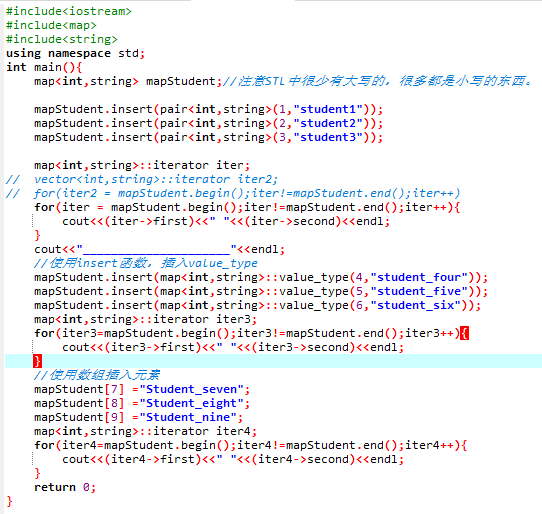 #include<iostream>
#include<map>
#include<string>
using namespace std;
int main(){
    map<int,string> mapStudent;//注意STL中很少有大写的，很多都是小写的东西。

    mapStudent.insert(pair<int,string>(1,"student1"));
    mapStudent.insert(pair<int,string>(2,"student2"));
    mapStudent.insert(pair<int,string>(3,"student3"));

    map<int,string>::iterator iter;
//  vector<int,string>::iterator iter2;
//  for(iter2 = mapStudent.begin();iter!=mapStudent.end();iter++)
    for(iter = mapStudent.begin();iter!=mapStudent.end();iter++){
        cout<<(iter->first)<<" "<<(iter->second)<<endl;
    }
    cout<<"_____________________"<<endl;
    //使用insert函数，插入value_type
    mapStudent.insert(map<int,string>::value_type(4,"student_four"));
    mapStudent.insert(map<int,string>::value_type(5,"student_five"));
    mapStudent.insert(map<int,string>::value_type(6,"student_six"));
    map<int,string>::iterator iter3;
    for(iter3=mapStudent.begin();iter3!=mapStudent.end();iter3++){
        cout<<(iter3->first)<<" "<<(iter3->second)<<endl;
    }
    //使用数组插入元素
    mapStudent[7] ="Student_seven";
    mapStudent[8] ="Student_eight";
    mapStudent[9] ="Student_nine";
    map<int,string>::iterator iter4;
    for(iter4=mapStudent.begin();iter4!=mapStudent.end();iter4++){
        cout<<(iter4->first)<<" "<<(iter4->second)<<endl;
    }
    return 0;
}